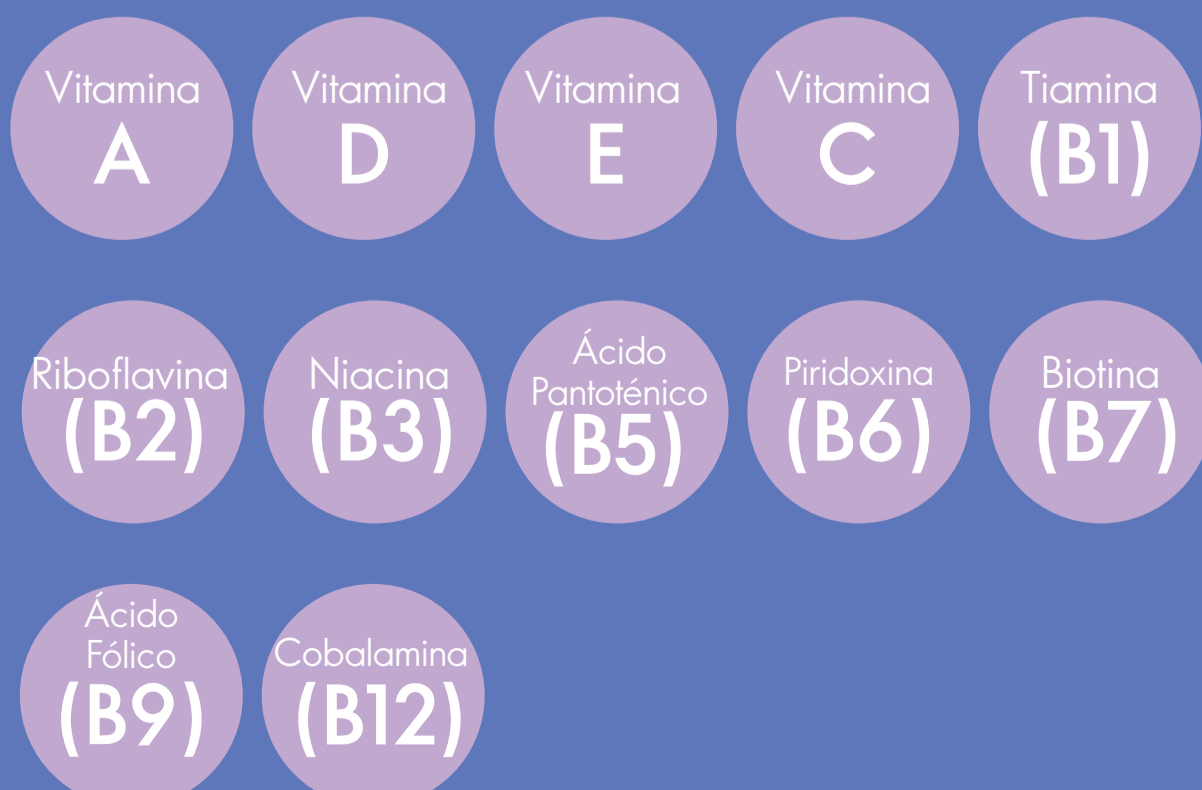 Vitamina
A
Vitamina
D
Vitamina
E
Vitamina
C
Tiamina
(B1)
Riboflavina
(B2)
Niacina
(B3)
Ácido
Pantoténico
(B5)
Piridoxina
(B6)
Biotina
(B7)
Ácido
Fólico
(B9)
Cobalamina
(B12)